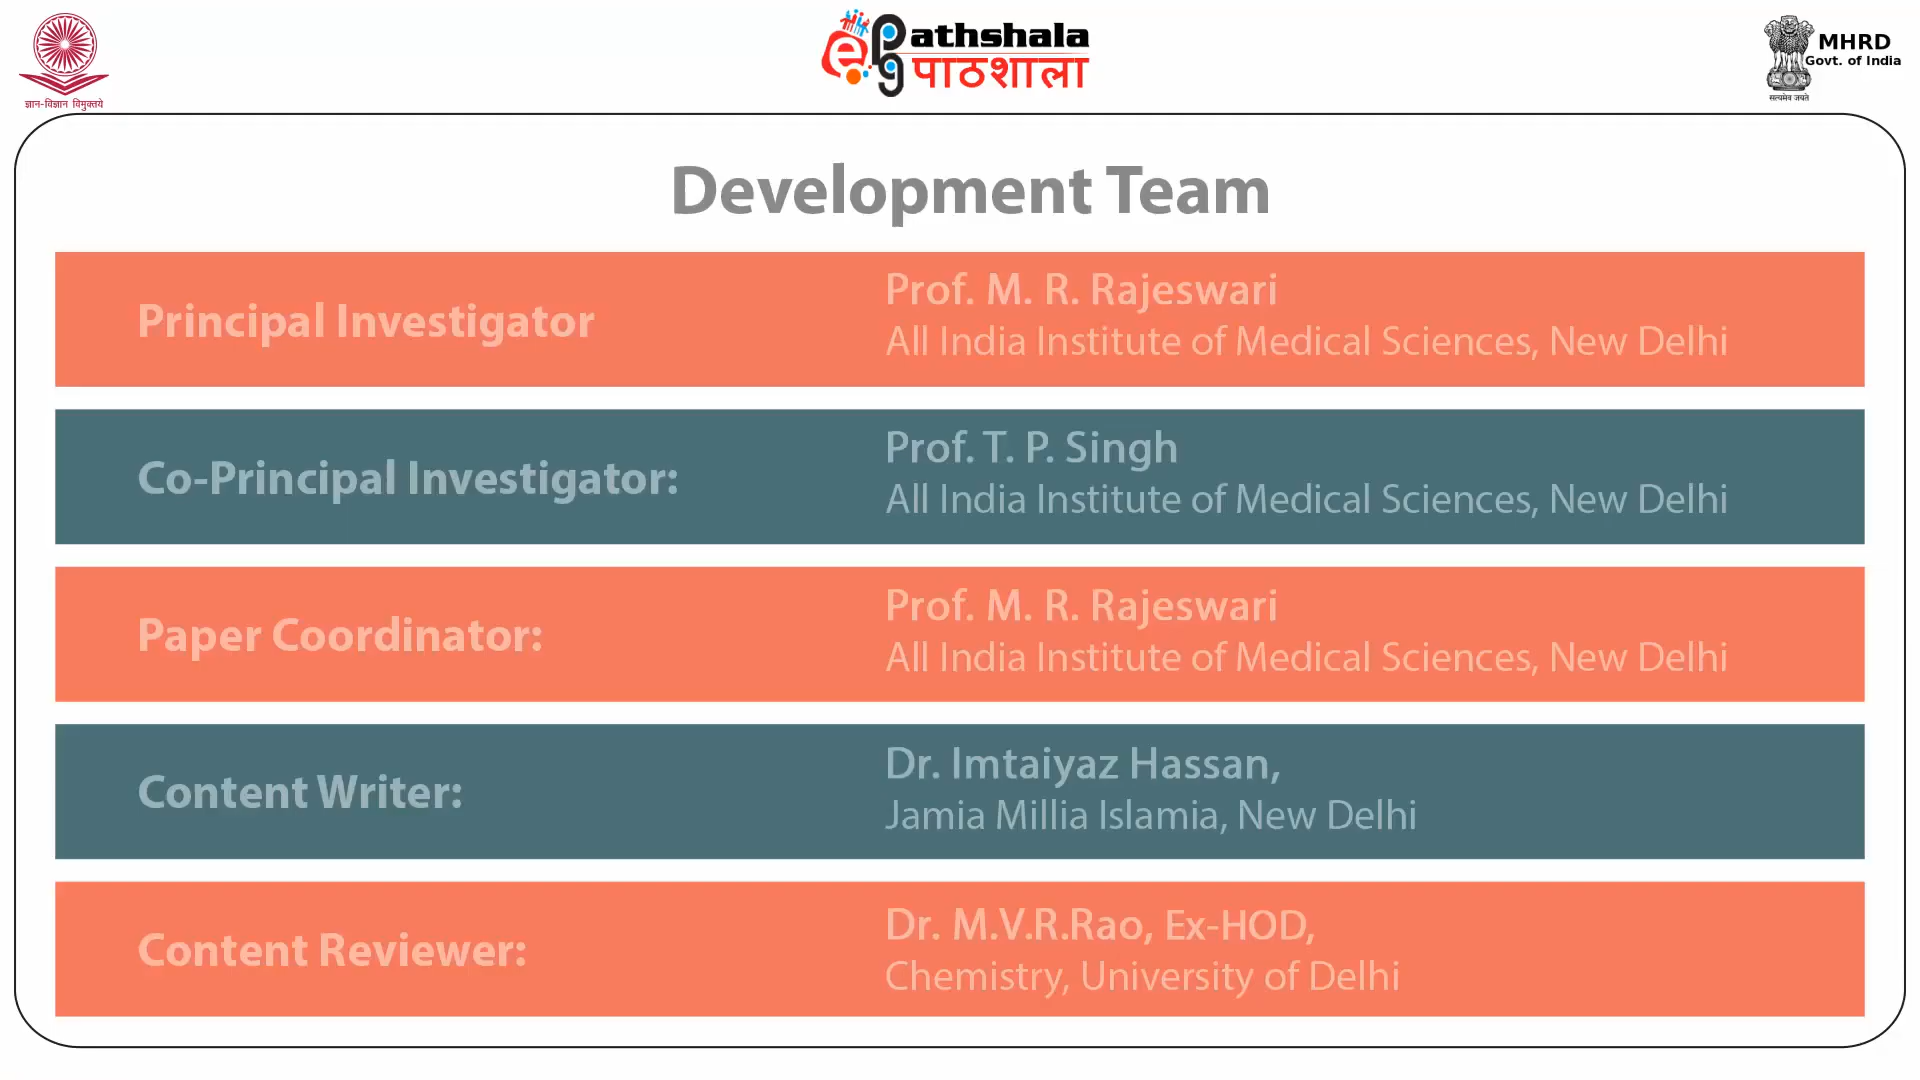 ज्ञान-विज्ञान विमुक्तये
e Pathshala
पाठशाला
MHRD
Govt. of India
सत्यमेव जयते
Development Team
Principal Investigator
Prof. M. R. Rajeswari
All India Institute of Medical Sciences, New Delhi
Co-Principal Investigator:
Prof. T. P. Singh
All India Institute of Medical Sciences, New Delhi
Paper Coordinator:
Prof. M. R. Rajeswari
All India Institute of Medical Sciences, New Delhi
Content Writer:
Dr. Imtaiyaz Hassan,
Jamia Millia Islamia, New Delhi
Content Reviewer:
Dr. M.V.R.Rao, Ex-HOD,
Chemistry, University of Delhi